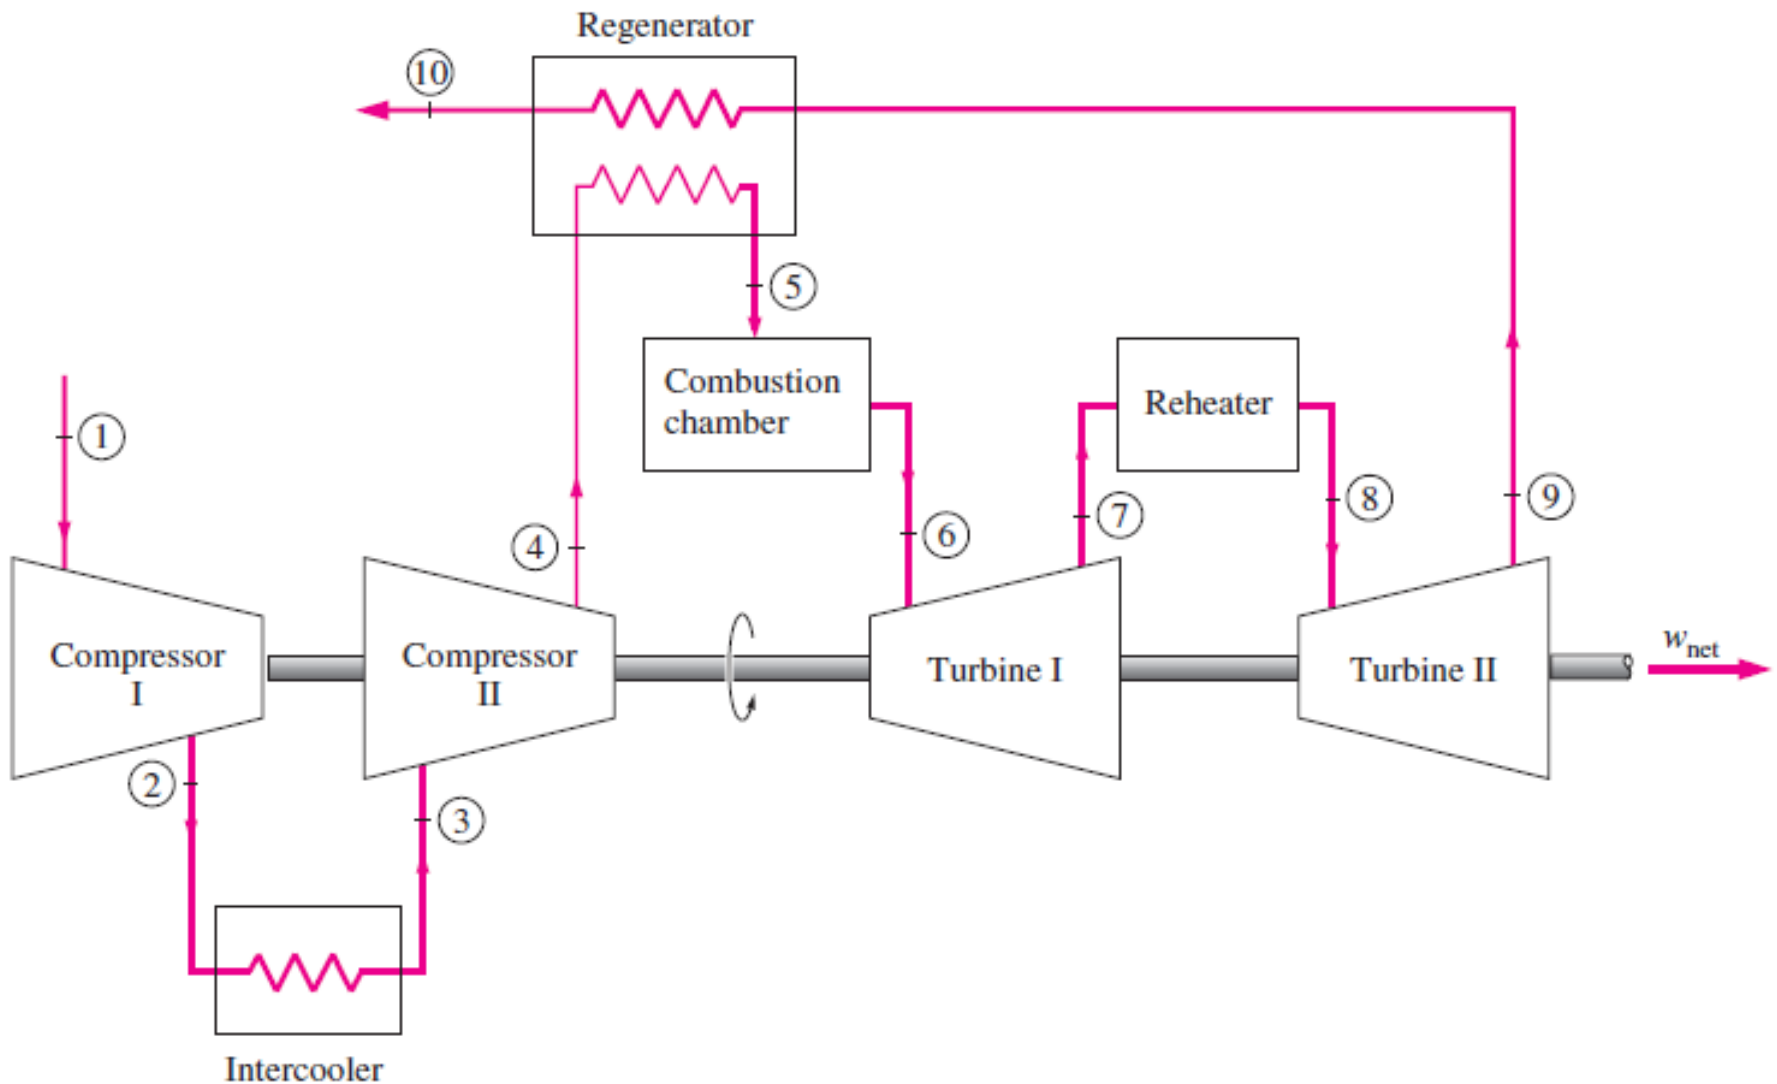 Regenerator
10
5
Combustion
chamber
Reheater
1
4
6
7
8
9
Compressor
I
Compressor
II
Turbine I
Turbine II
wnet
2
3
Intercooler